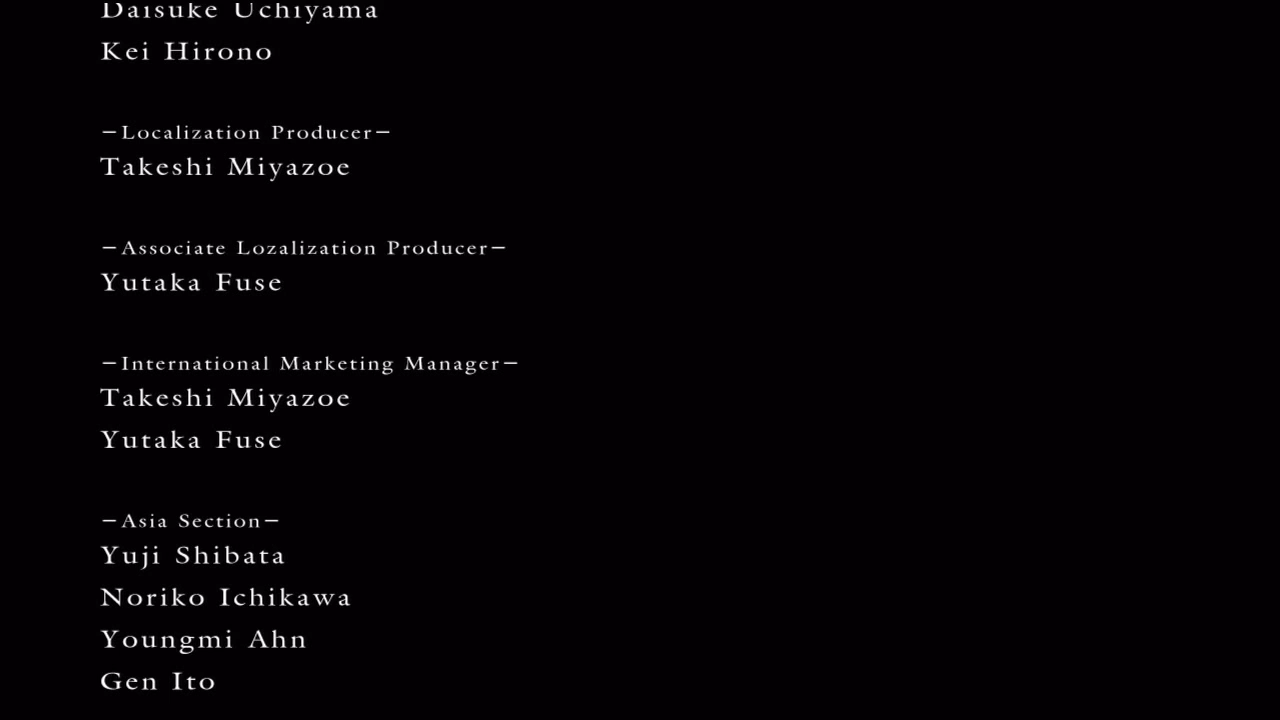 Daisuke Uchiyama
Kei Hirono
−Localization Producer−
Takeshi Miyazoe
−Associate Lozalization Producer−
Yutaka Fuse
−International Marketing Manager−
Takeshi Miyazoe
Yutaka Fuse
−Asia Section−
Yuji Shibata
Noriko Ichikawa
Youngmi Ahn
Gen Ito